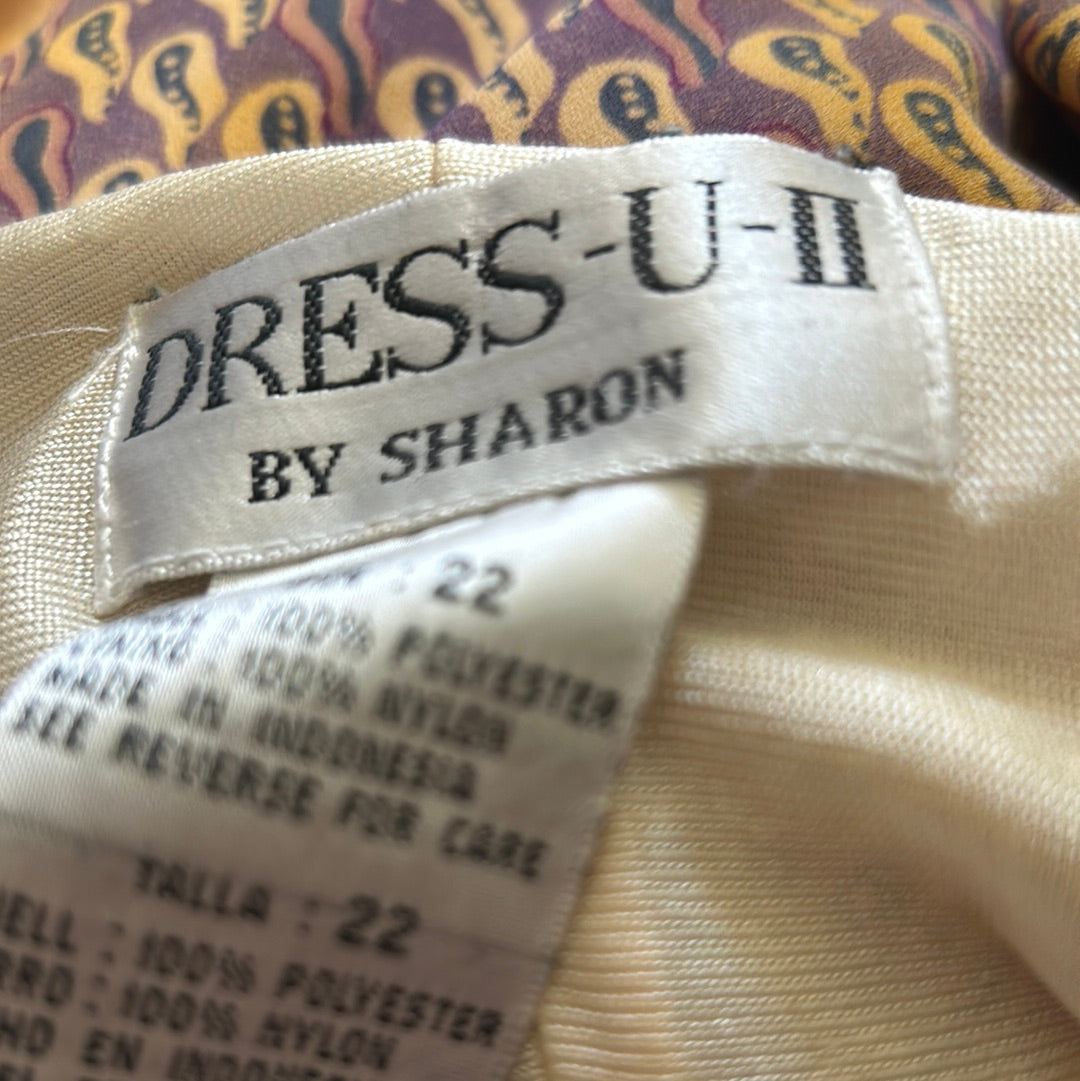 DRESS-U-II
BY SHARON
: 22
: 100% POLYESTER
: 100% NYLON
MADE IN INDONESIA
SEE REVERSE FOR CARE
TALLA : 22
: 100% POLYESTER
: 100% NYLON
EN